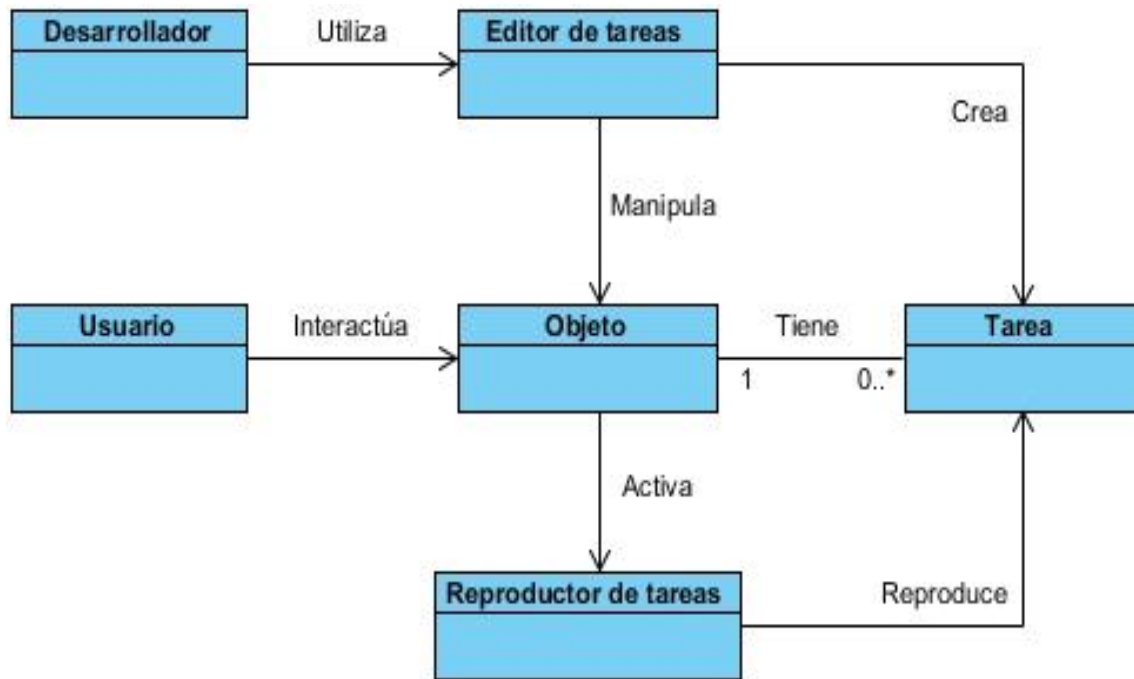 Desarrollador
Utiliza
Editor de tareas
Crea
Manipula
Usuario
Interactúa
Objeto
Tiene
Tarea
1
0..*
Activa
Reproductor de tareas
Reproduce